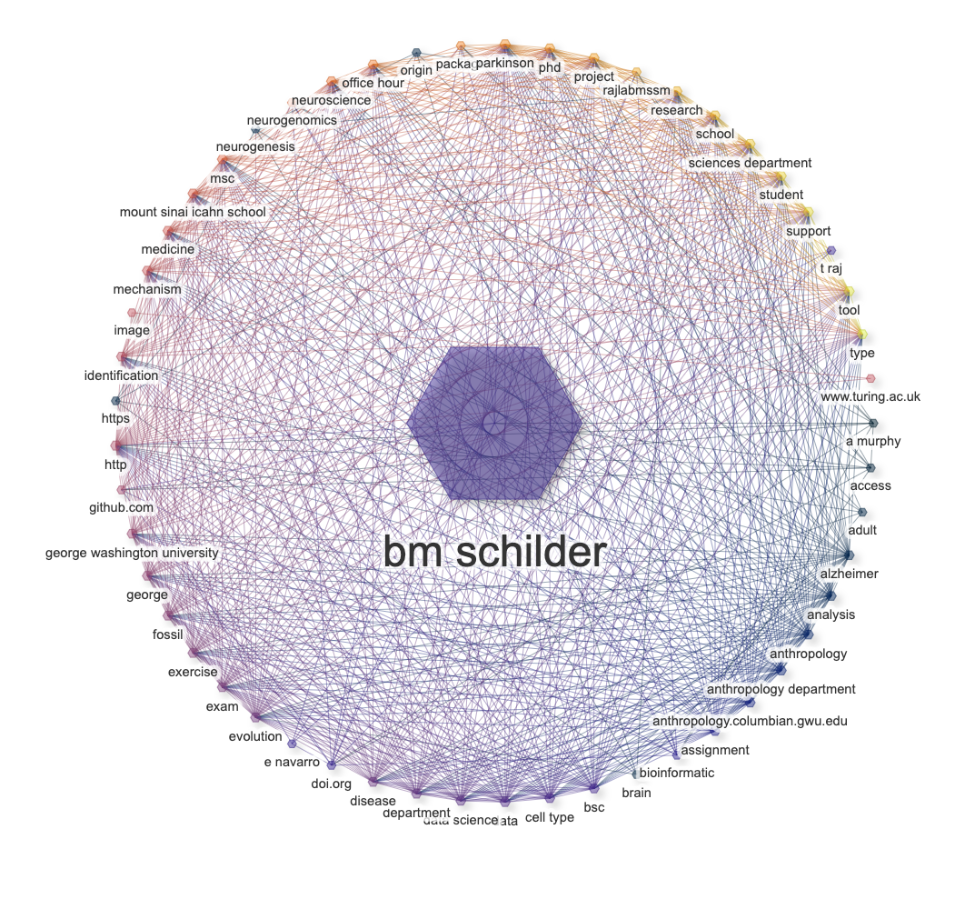 origin
packa
parkinson
phd
project
rajlabmssm
research
school
sciences department
student
support
t raj
tool
type
www.turing.ac.uk
a murphy
access
adult
alzheimer
analysis
anthropology
anthropology department
anthropology.columbian.gwu.edu
assignment
bioinformatic
brain
bsc
cell type
data science
department
disease
doi.org
e navarro
evolution
exam
exercise
fossil
george
george washington university
github.com
http
https
identification
image
mechanism
medicine
mount sinai icahn school
msc
neurogenesis
neurogenomics
neuroscience
office hour
bm schilder